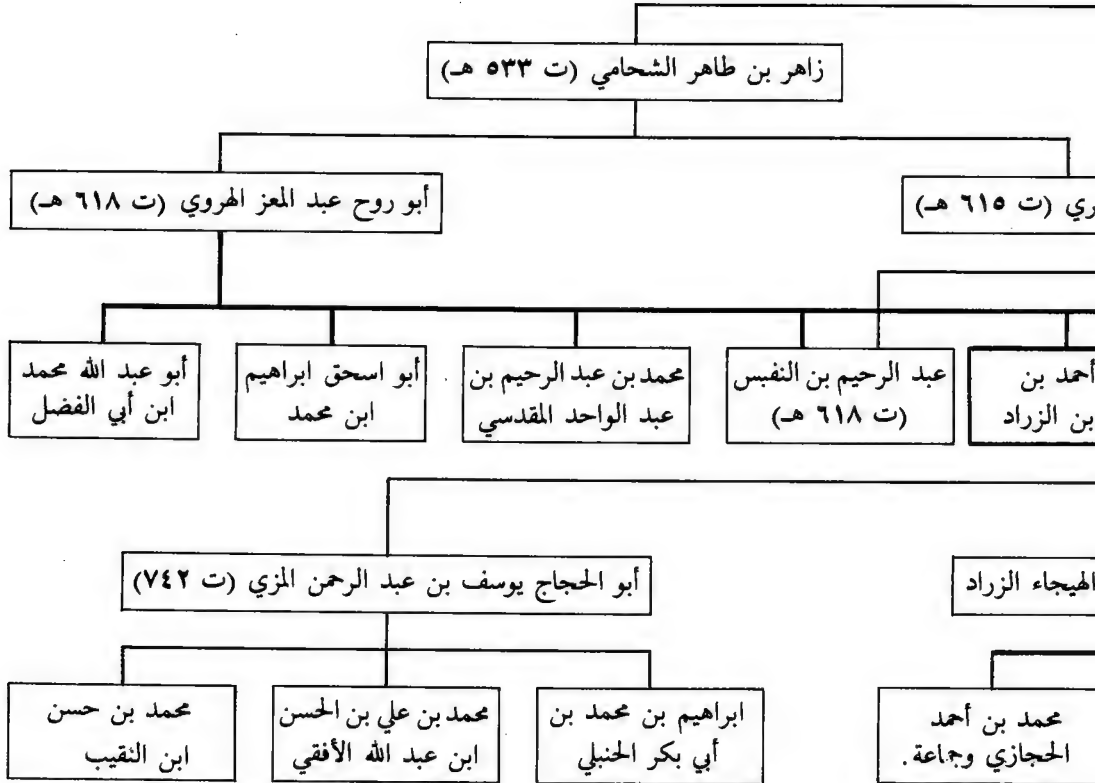 زاهر بن طاهر الشحامي (ت ٥٣٣ هـ)
ري (ت ٦١٥ هـ)
أبو روح عبد المعز الهروي (ت ٦١٨ هـ)
أحمد بن
بن الزراد
عبد الرحيم بن النفبس
(ت ٦١٨ هـ)
محمد بن عبد الرحيم بن
عبد الواحد المقدسي
أبو اسحق ابراهيم
ابن محمد
أبو عبد الله محمد
ابن أبي الفضل
الهيجاء الزراد
أبو الحجاج يوسف بن عبد الرحمن المزي (ت ٧٤٢)
محمد بن أحمد
الحجازي وجماعة.
ابراهيم بن محمد بن
أبي بكر الحنبلي
محمد بن علي بن الحسن
ابن عبد الله الأفقي
محمد بن حسن
ابن النقيب